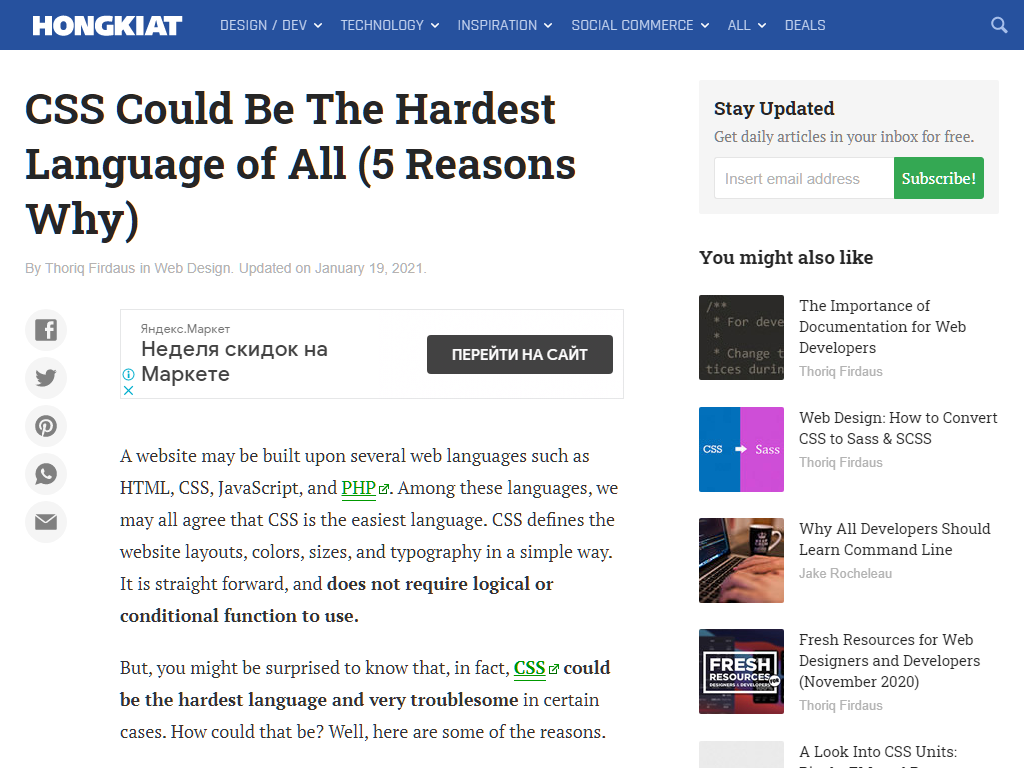 HONGKIAT
DESIGN / DEV
TECHNOLOGY
INSPIRATION
SOCIAL COMMERCE
ALL
DEALS
CSS Could Be The Hardest
Language of All (5 Reasons
Why)
By Thoriq Firdaus in Web Design. Updated on January 19, 2021.
Яндекс.Маркет
Неделя скидок на
Маркете
ПЕРЕЙТИ НА САЙТ
A website may be built upon several web languages such as
HTML, CSS, JavaScript, and PHP. Among these languages, we
may all agree that CSS is the easiest language. CSS defines the
website layouts, colors, sizes, and typography in a simple way.
It is straight forward, and does not require logical or
conditional function to use.
But, you might be surprised to know that, in fact, CSS could
be the hardest language and very troublesome in certain
cases. How could that be? Well, here are some of the reasons.
Stay Updated
Get daily articles in your inbox for free.
Insert email address
Subscribe!
You might also like
/**
* For deve
*
* Change t
tices durin
The Importance of
Documentation for Web
Developers
Thoriq Firdaus
CSS
Sass
Web Design: How to Convert
CSS to Sass & SCSS
Thoriq Firdaus
Why All Developers Should
Learn Command Line
Jake Rocheleau
FRESH
RESOURCES
FOR
DESIGNERS & DEVELOPERS
Fresh Resources for Web
Designers and Developers
(November 2020)
Thoriq Firdaus
A Look Into CSS Units: